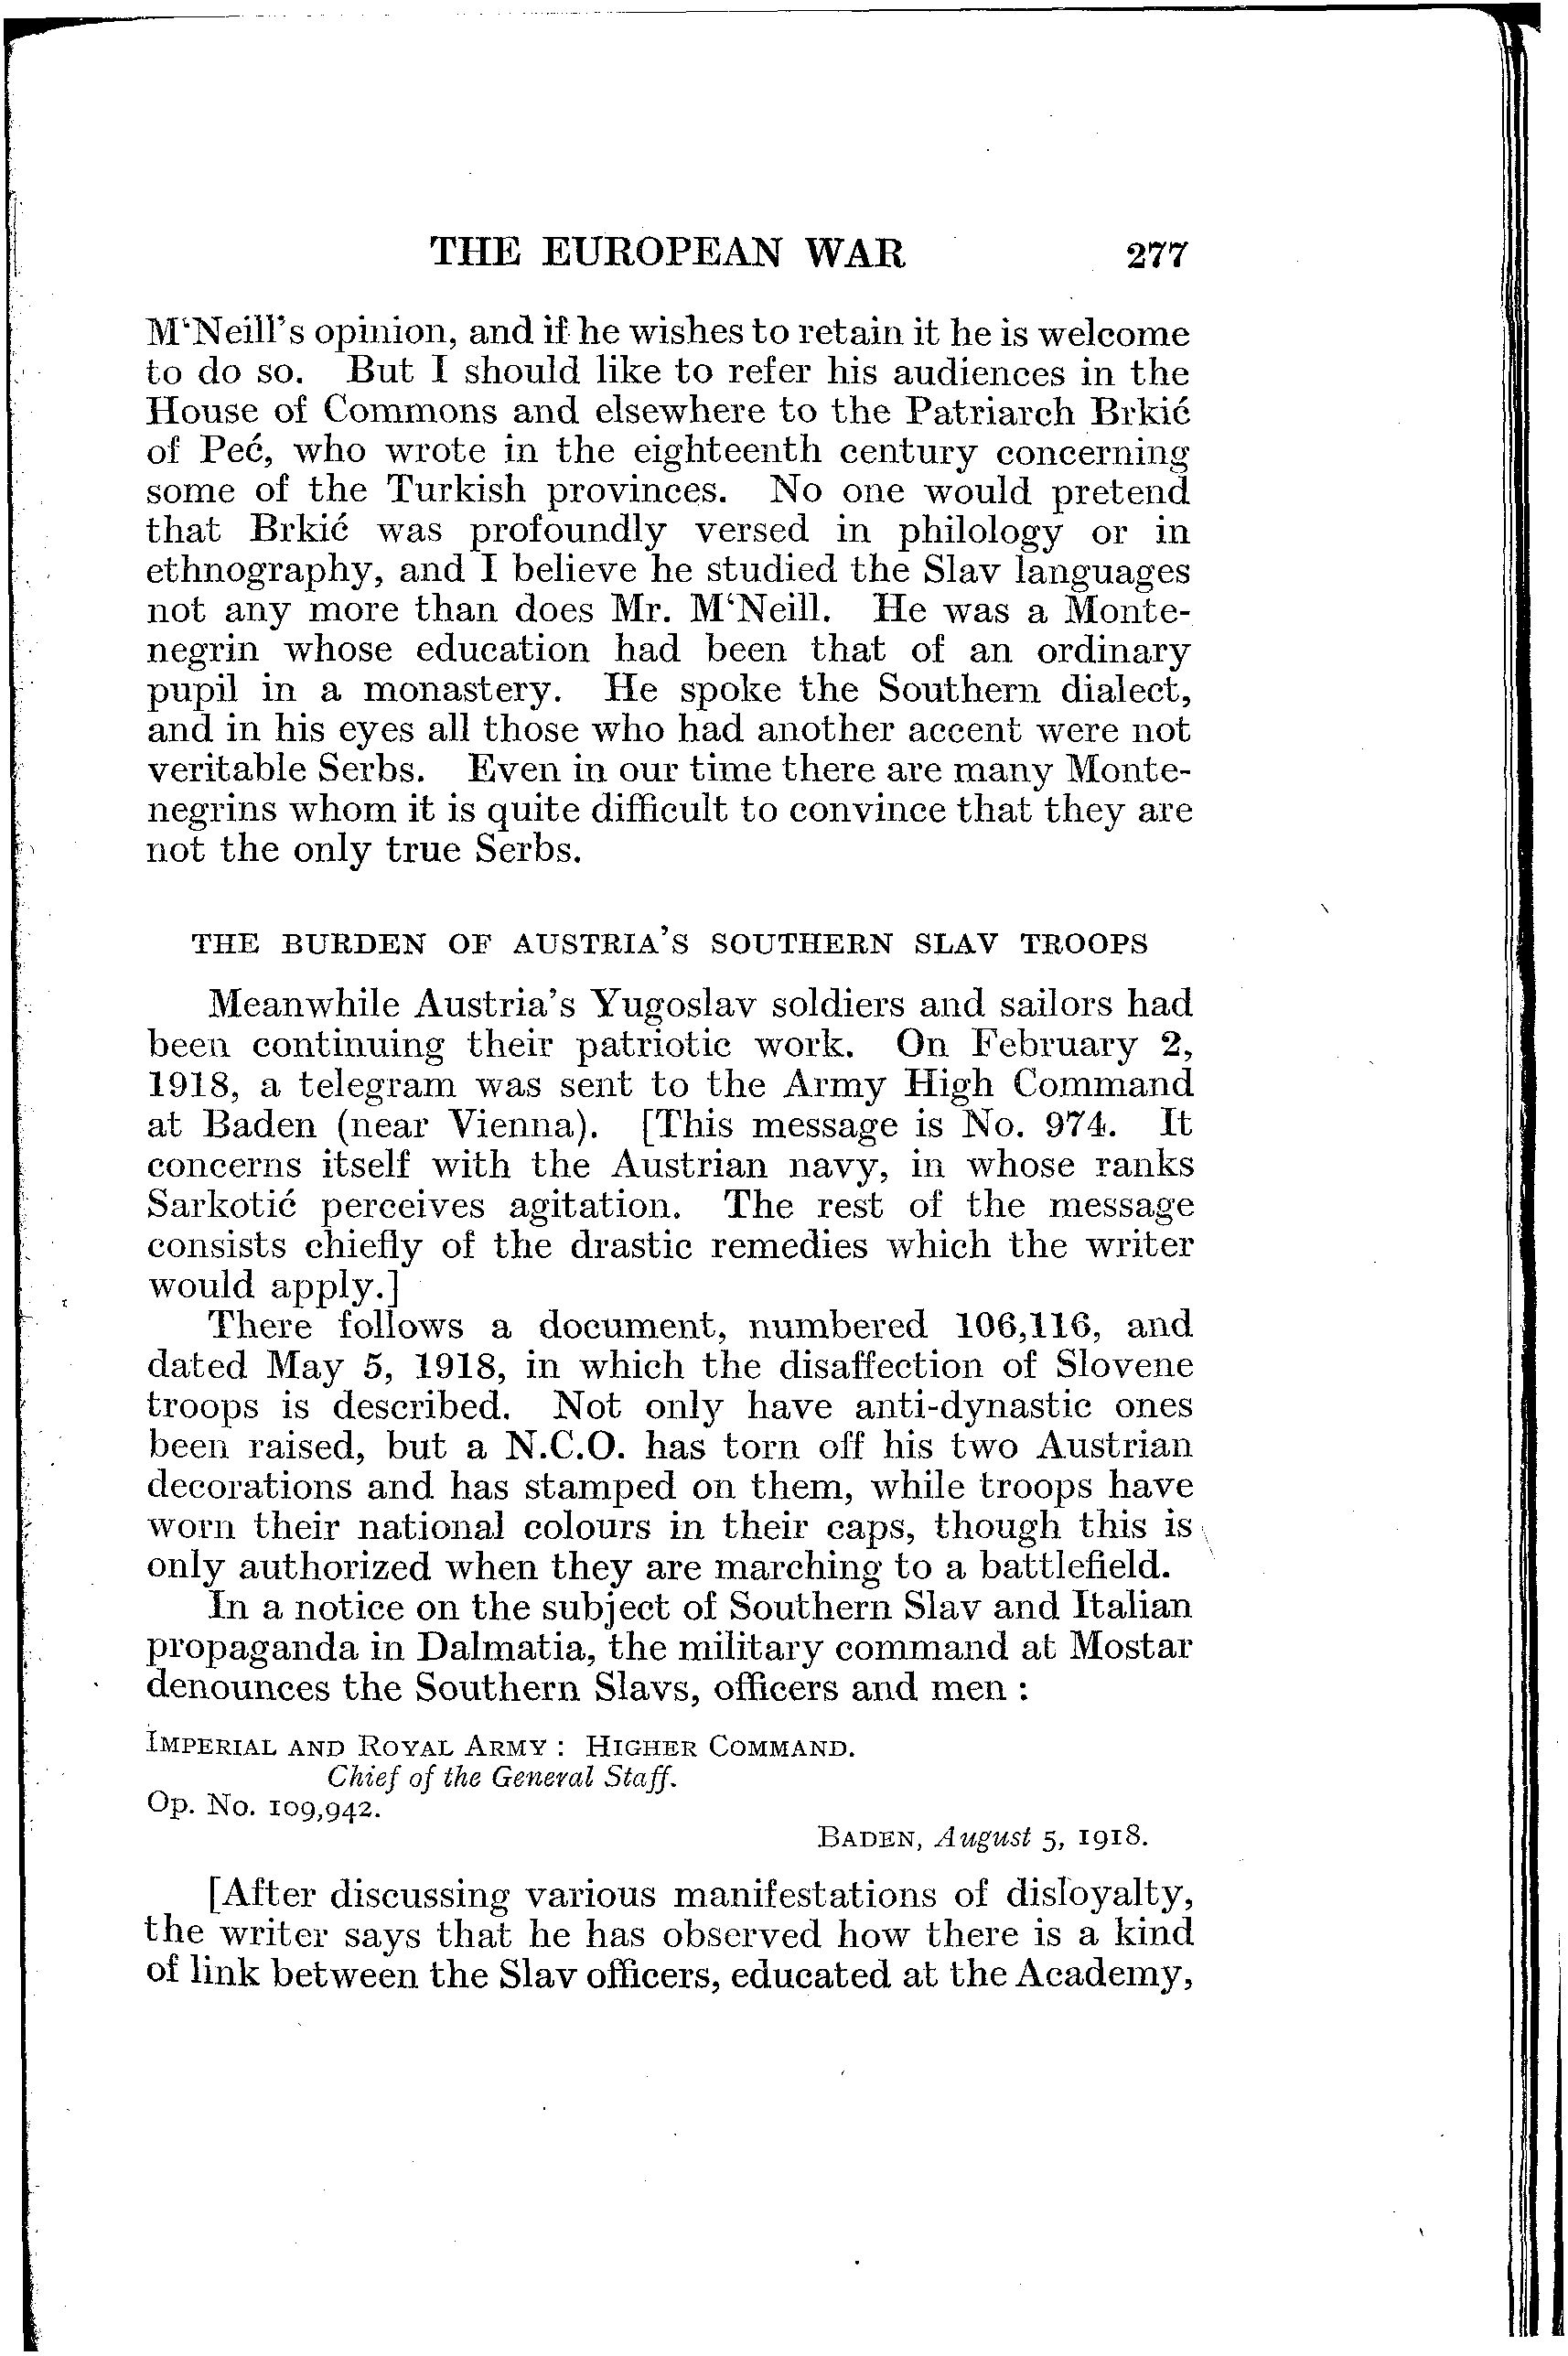 THE EUROPEAN WAR 277
M‘Neill's opinion, and if he wishes to retain it he is welcome
to do so. But I should like to refer his audiences in the
House of Commons and elsewhere to the Patriarch Brkić
of Peć, who wrote in the eighteenth century concerning
some of the Turkish provinces. No one would pretend
that Brkić was profoundly versed in philology or in
ethnography, and I believe he studied the Slav languages
not any more than does Mr. M‘Neill. He was a Monte-
negrin whose education had been that of an ordinary
pupil in a monastery. He spoke the Southern dialect,
and in his eyes all those who had another accent were not
veritable Serbs. Even in our time there are many Monte-
negrins whom it is quite difficult to convince that they are
not the only true Serbs.
THE BURDEN OF AUSTRIA'S SOUTHERN SLAV TROOPS
Meanwhile Austria's Yugoslav soldiers and sailors had
been continuing their patriotic work. On February 2,
1918, a telegram was sent to the Army High Command
at Baden (near Vienna). [This message is No. 974. It
concerns itself with the Austrian navy, in whose ranks
Sarkotić perceives agitation. The rest of the message
consists chiefly of the drastic remedies which the writer
would apply.]
There follows a document, numbered 106,116, and
dated May 5, 1918, in which the disaffection of Slovene
troops is described. Not only have anti-dynastic ones
been raised, but a N.C.O. has torn off his two Austrian
decorations and has stamped on them, while troops have
worn their national colours in their caps, though this is
only authorized when they are marching to a battlefield.
In a notice on the subject of Southern Slav and Italian
propaganda in Dalmatia, the military command at Mostar
denounces the Southern Slavs, officers and men :
IMPERIAL AND ROYAL ARMY : HIGHER COMMAND.
Chief of the General Staff.
Op. No. 109,942.
BADEN, August 5, 1918.
[After discussing various manifestations of disloyalty,
the writer says that he has observed how there is a kind
of link between the Slav officers, educated at the Academy,